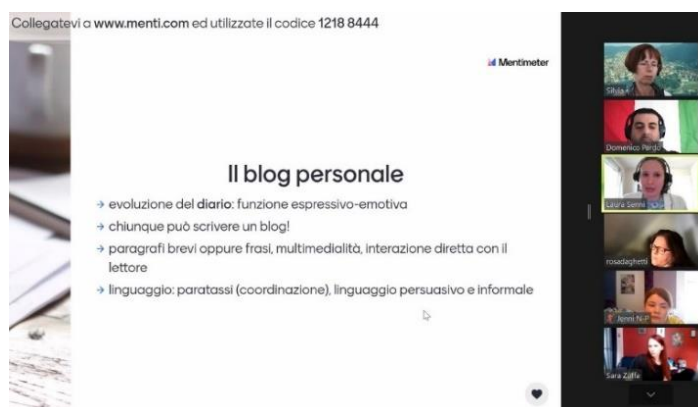 Collegatevi a www.menti.com ed utilizzate il codice 1218 8444
Mentimeter
Il blog personale
→ evoluzione del diario: funzione espressivo-emotiva
→ chiunque può scrivere un blog!
→ paragrafi brevi oppure frasi, multimedialità, interazione diretta con il
lettore
→ linguaggio: paratassi (coordinazione), linguaggio persuasivo e informale
Silvia
Domenico
Laura Senni
rosadaghetti
Jenni N-P
Sara Zoffa